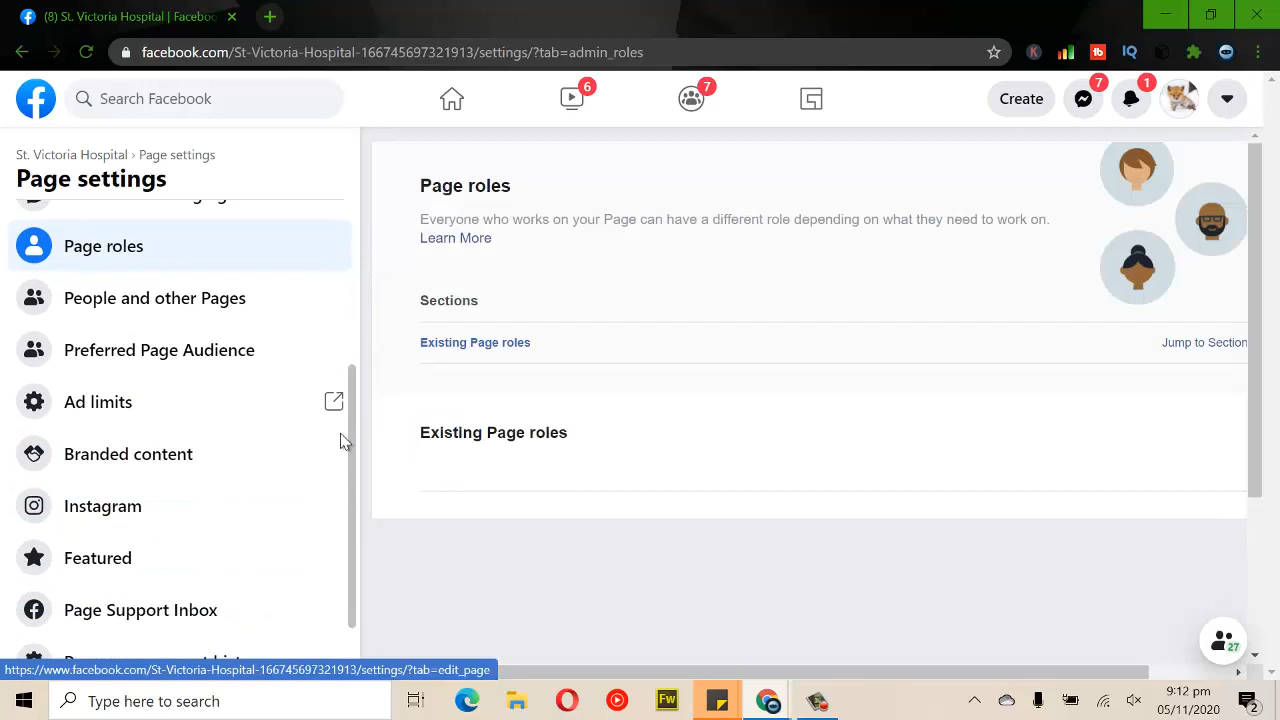 (8) St. Victoria Hospital | Facebo
facebook.com/St-Victoria-Hospital-166745697321913/settings/?tab=admin_roles
Search Facebook
6
7
Create
7
1
St. Victoria Hospital › Page settings
Page settings
Page roles
People and other Pages
Preferred Page Audience
Ad limits
Branded content
Instagram
Featured
Page Support Inbox
Page roles
Everyone who works on your Page can have a different role depending on what they need to work on.
Learn More
Sections
Existing Page roles
Jump to Section
Existing Page roles
27
https://www.facebook.com/St-Victoria-Hospital-166745697321913/settings/?tab=edit_page
Type here to search
Fw
9:12 pm
05/11/2020
2